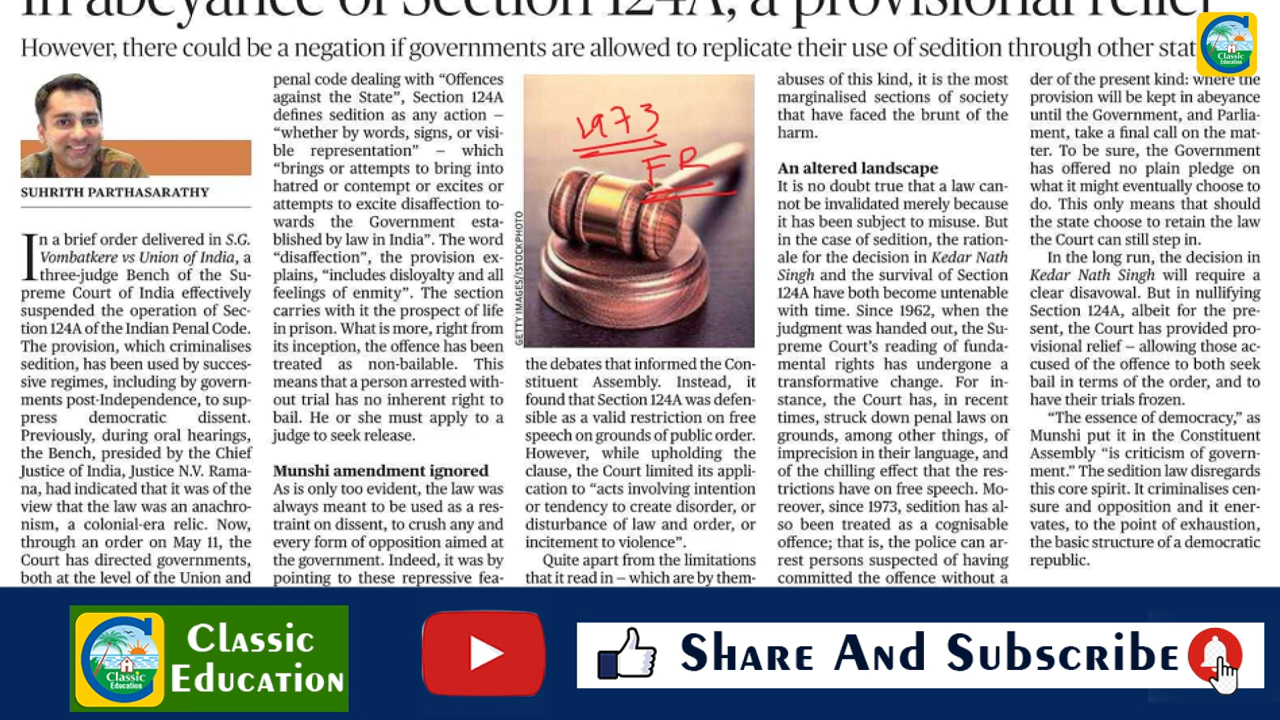 in abeyance of Section 124A, a provisional relief
However, there could be a negation if governments are allowed to replicate their use of sedition through other stat
Classic
Education
SUHRITH PARTHASARATHY
In a brief order delivered in S.G.
Vombatkere vs Union of India, a
three-judge Bench of the Su-
preme Court of India effectively
suspended the operation of Sec-
tion 124A of the Indian Penal Code.
The provision, which criminalises
sedition, has been used by succes-
sive regimes, including by govern-
ments post-Independence, to sup-
press democratic dissent.
Previously, during oral hearings,
the Bench, presided by the Chief
Justice of India, Justice N.V. Rama-
na, had indicated that it was of the
view that the law was an anachro-
nism, a colonial-era relic. Now,
through an order on May 11, the
Court has directed governments,
both at the level of the Union and
penal code dealing with “Offences
against the State”, Section 124A
defines sedition as any action –
“whether by words, signs, or visi-
ble representation” – which
“brings or attempts to bring into
hatred or contempt or excites or
attempts to excite disaffection to-
wards the Government esta-
blished by law in India”. The word
“disaffection”, the provision ex-
plains, “includes disloyalty and all
feelings of enmity”. The section
carries with it the prospect of life
in prison. What is more, right from
its inception, the offence has been
treated as non-bailable. This
means that a person arrested with-
out trial has no inherent right to
bail. He or she must apply to a
judge to seek release.
Munshi amendment ignored
As is only too evident, the law was
always meant to be used as a res-
traint on dissent, to crush any and
every form of opposition aimed at
the government. Indeed, it was by
pointing to these repressive fea-
1973
FR
GETTY IMAGES/ISTOCKPHOTO
the debates that informed the Con-
stituent Assembly. Instead, it
found that Section 124A was defen-
sible as a valid restriction on free
speech on grounds of public order.
However, while upholding the
clause, the Court limited its appli-
cation to “acts involving intention
or tendency to create disorder, or
disturbance of law and order, or
incitement to violence”.
Quite apart from the limitations
that it read in – which are by them-
abuses of this kind, it is the most
marginalised sections of society
that have faced the brunt of the
harm.
An altered landscape
It is no doubt true that a law can-
not be invalidated merely because
it has been subject to misuse. But
in the case of sedition, the ration-
ale for the decision in Kedar Nath
Singh and the survival of Section
124A have both become untenable
with time. Since 1962, when the
judgment was handed out, the Su-
preme Court’s reading of funda-
mental rights has undergone a
transformative change. For in-
stance, the Court has, in recent
times, struck down penal laws on
grounds, among other things, of
imprecision in their language, and
of the chilling effect that the res-
trictions have on free speech. Mo-
reover, since 1973, sedition has al-
so been treated as a cognisable
offence; that is, the police can ar-
rest persons suspected of having
committed the offence without a
der of the present kind: where the
provision will be kept in abeyance
until the Government, and Parlia-
ment, take a final call on the mat-
ter. To be sure, the Government
has offered no plain pledge on
what it might eventually choose to
do. This only means that should
the state choose to retain the law
the Court can still step in.
In the long run, the decision in
Kedar Nath Singh will require a
clear disavowal. But in nullifying
Section 124A, albeit for the pre-
sent, the Court has provided pro-
visional relief – allowing those ac-
cused of the offence to both seek
bail in terms of the order, and to
have their trials frozen.
“The essence of democracy,” as
Munshi put it in the Constituent
Assembly “is criticism of govern-
ment.” The sedition law disregards
this core spirit. It criminalises cen-
sure and opposition and it ener-
vates, to the point of exhaustion,
the basic structure of a democratic
republic.
Classic
Education
Classic
Education
Share And Subscribe